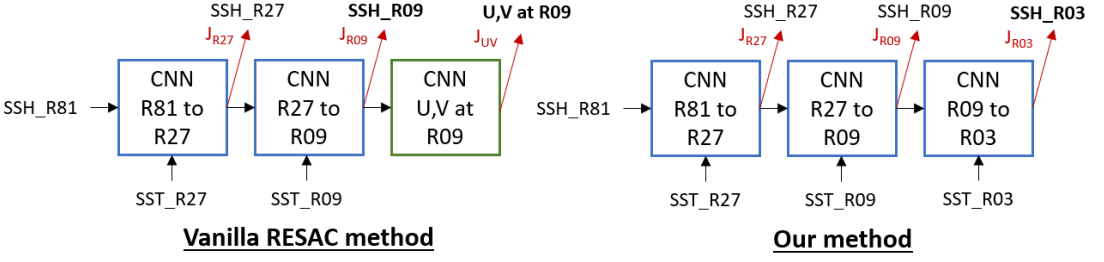 SSH_R27
SSH_R09
U,V at R09
J_R27
J_R09
J_UV
SSH_R81
CNN
R81 to
R27
CNN
R27 to
R09
CNN
U,V at
R09
SST_R27
SST_R09
Vanilla RESAC method
SSH_R27
SSH_R09
SSH_R03
J_R27
J_R09
J_R03
SSH_R81
CNN
R81 to
R27
CNN
R27 to
R09
CNN
R09 to
R03
SST_R27
SST_R09
SST_R03
Our method